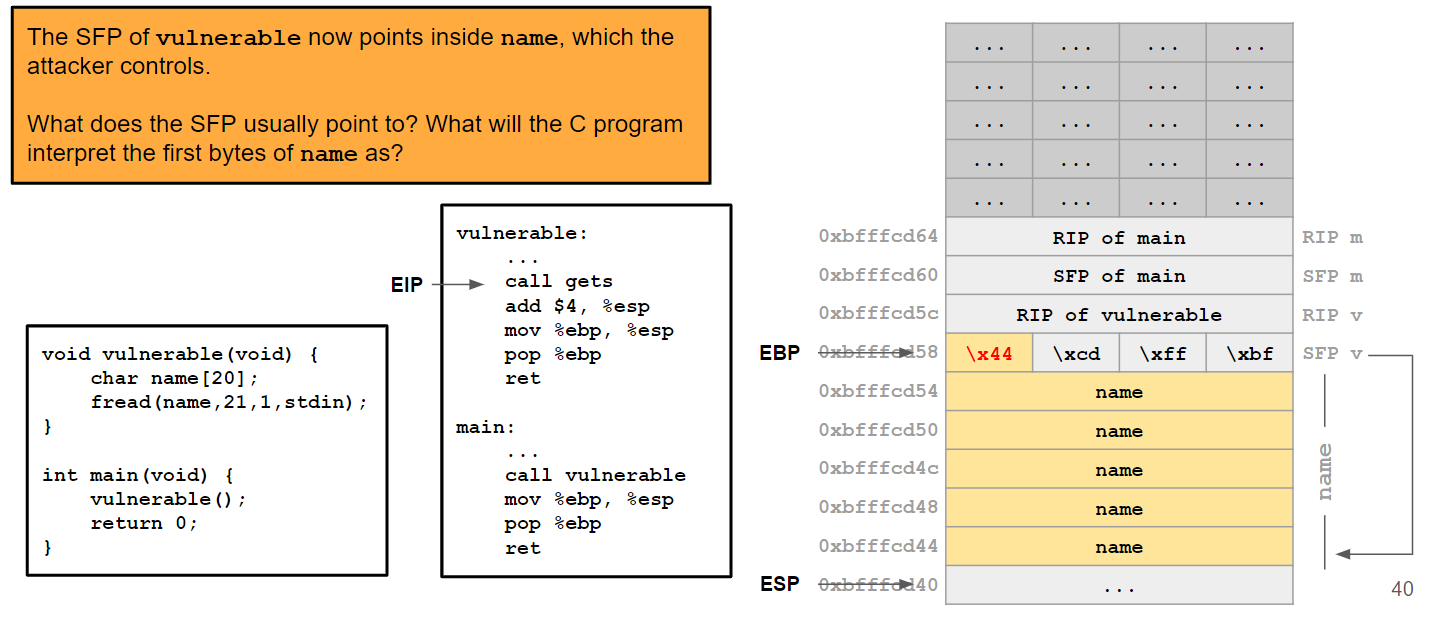 The SFP of vulnerable now points inside name, which the
attacker controls.
What does the SFP usually point to? What will the C program
interpret the first bytes of name as?
void vulnerable(void) {
char name[20];
fread(name,21,1,stdin);
}
int main(void) {
vulnerable();
return 0;
}
EIP
vulnerable:
...
call gets
add $4, %esp
mov %ebp, %esp
pop %ebp
ret
main:
...
call vulnerable
mov %ebp, %esp
pop %ebp
ret
... ... ... ...
... ... ... ...
... ... ... ...
... ... ... ...
... ... ... ...
0xbfffcd64 RIP of main RIP m
0xbfffcd60 SFP of main SFP m
0xbfffcd5c RIP of vulnerable RIP v
EBP 0xbfffcd58 \x44 \xcd \xff \xbf SFP v
0xbfffcd54 name
0xbfffcd50 name
0xbfffcd4c name
0xbfffcd48 name
0xbfffcd44 name
name
ESP 0xbfffcd40 ...
40